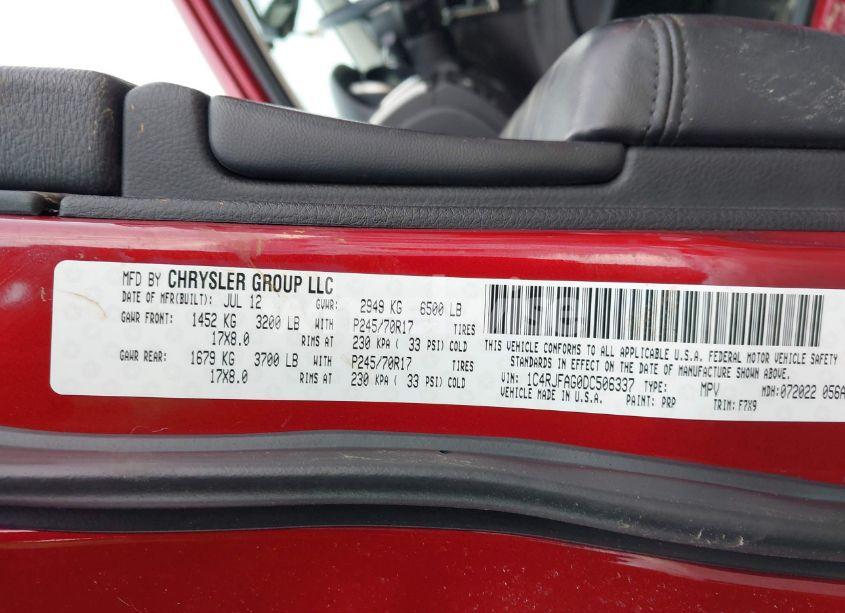 MFD BY CHRYSLER GROUP LLC
DATE OF MFR(BUILT): JUL 12 GVWR: 2949 KG 6500 LB
GAWR FRONT: 1452 KG 3200 LB WITH P245/70R17 TIRES
17X8.0 RIMS AT 230 KPA ( 33 PSI) COLD
GAWR REAR: 1679 KG 3700 LB WITH P245/70R17 TIRES
17X8.0 RIMS AT 230 KPA ( 33 PSI) COLD
THIS VEHICLE CONFORMS TO ALL APPLICABLE U.S.A. FEDERAL MOTOR VEHICLE SAFETY
STANDARDS IN EFFECT ON THE DATE OF MANUFACTURE SHOWN ABOVE.
VIN: 1C4RJFAG0DC506337 TYPE: MPV MDH:072022 056A
VEHICLE MADE IN U.S.A. PAINT: PRP TRIM: F7X9